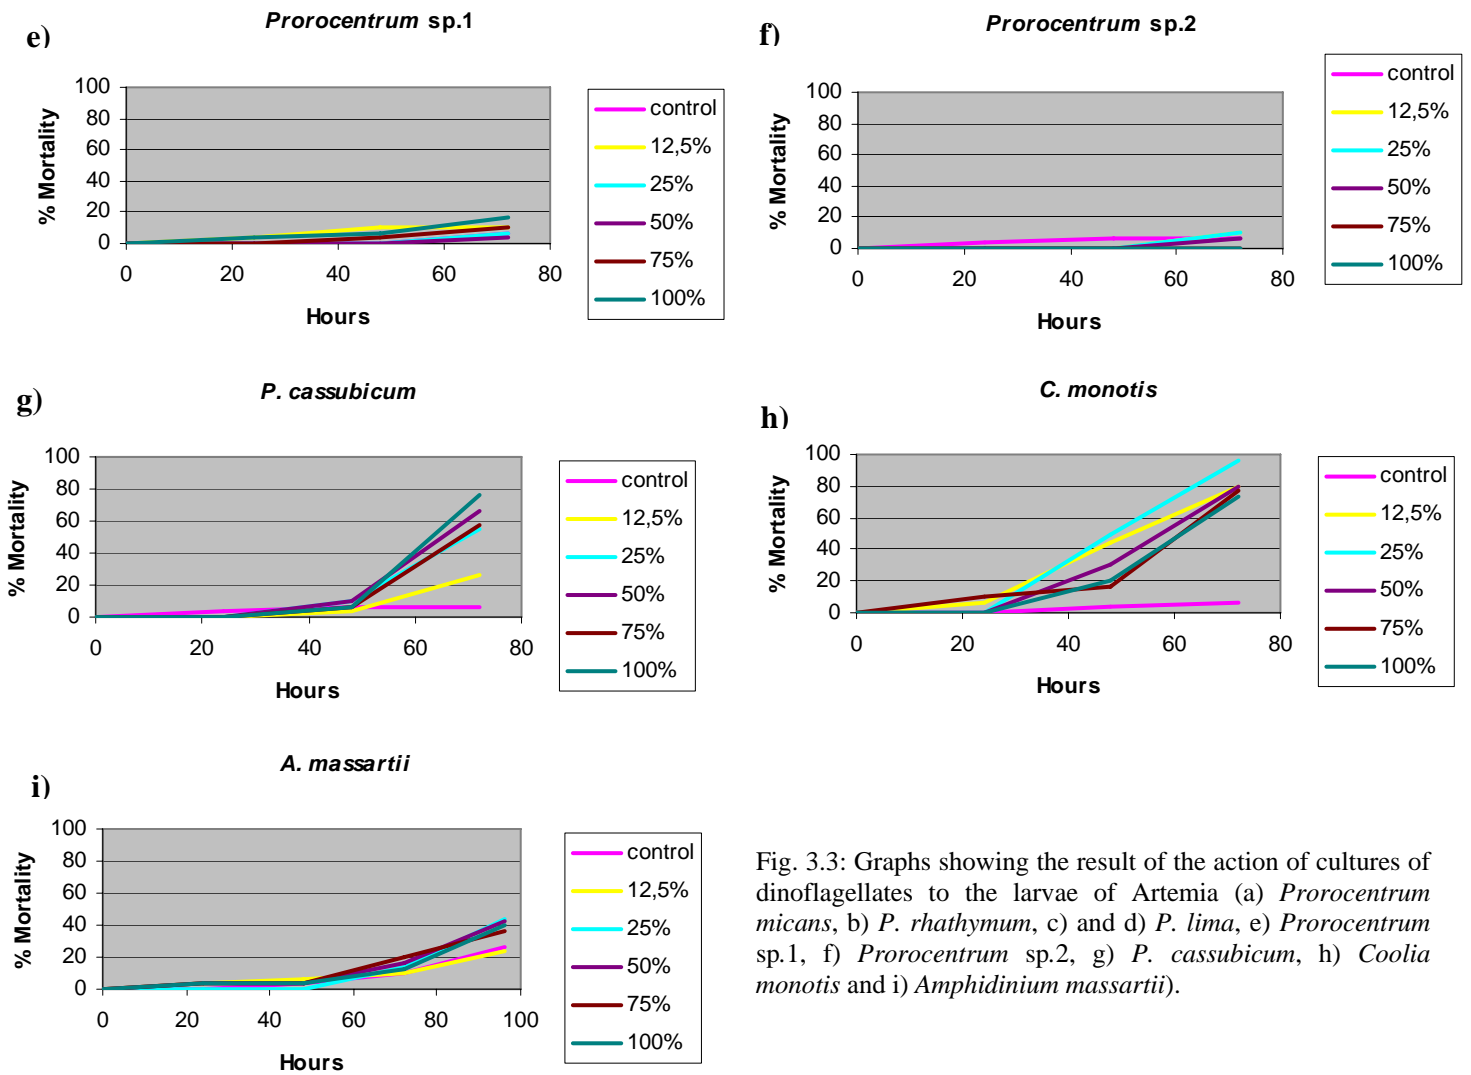 e)
Prorocentrum sp.1
% Mortality
100
80
60
40
20
0
0 20 40 60 80
Hours
control
12,5%
25%
50%
75%
100%
f)
Prorocentrum sp.2
% Mortality
100
80
60
40
20
0
0 20 40 60 80
Hours
control
12,5%
25%
50%
75%
100%
g)
P. cassubicum
% Mortality
100
80
60
40
20
0
0 20 40 60 80
Hours
control
12,5%
25%
50%
75%
100%
h)
C. monotis
% Mortality
100
80
60
40
20
0
0 20 40 60 80
Hours
control
12,5%
25%
50%
75%
100%
i)
A. massartii
% Mortality
100
80
60
40
20
0
0 20 40 60 80 100
Hours
control
12,5%
25%
50%
75%
100%
Fig. 3.3: Graphs showing the result of the action of cultures of
dinoflagellates to the larvae of Artemia (a) Prorocentrum
micans, b) P. rhathymum, c) and d) P. lima, e) Prorocentrum
sp.1, f) Prorocentrum sp.2, g) P. cassubicum, h) Coolia
monotis and i) Amphidinium massartii).